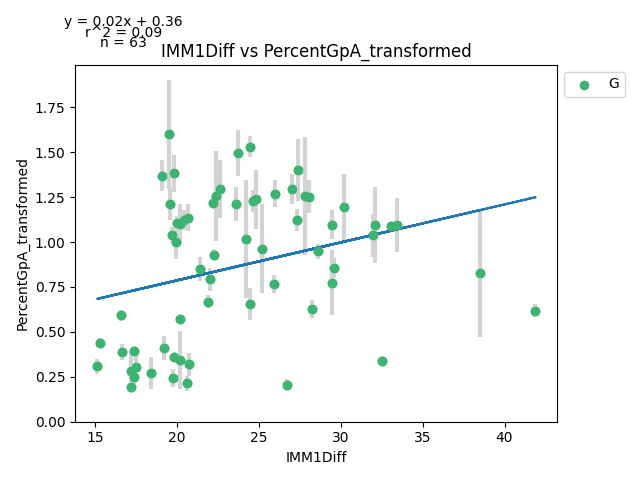 y = 0.02x + 0.36
r^2 = 0.09
n = 63
IMM1Diff vs PercentGpA_transformed
G
PercentGpA_transformed
1.75
1.50
1.25
1.00
0.75
0.50
0.25
0.00
15 20 25 30 35 40
IMM1Diff